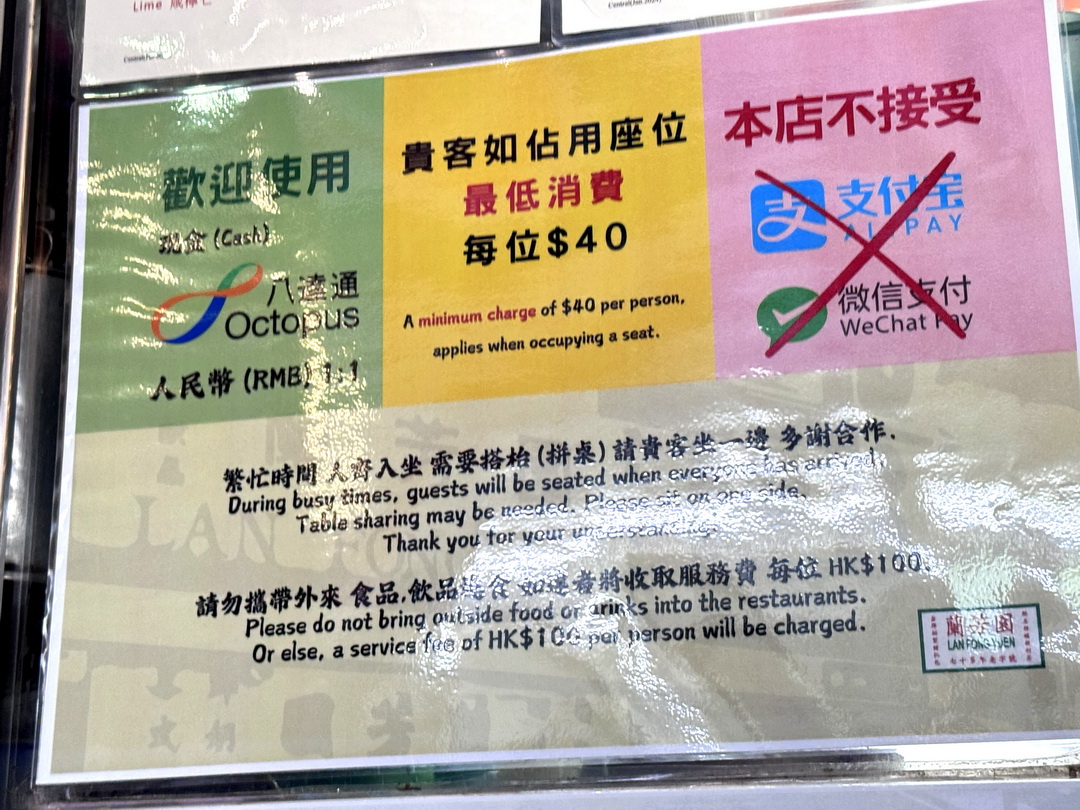 Lime
歡迎使用
現金 (Cash)
八達通
Octopus
人民幣 (RMB) 1:1
貴客如佔用座位
最低消費
每位$40
A minimum charge of $40 per person,
applies when occupying a seat.
本店不接受
支付宝
ALIPAY
微信支付
WeChat Pay
繁忙時間 人齊入坐 需要搭枱 (拼桌) 請貴客坐一邊 多謝合作.
During busy times, guests will be seated when everyone has arrived.
Table sharing may be needed. Please sit on one side.
Thank you for your understanding.
請勿攜帶外來 食品,飲品 食 如違者將收取服務費 每位 HK$100.
Please do not bring outside food or drinks into the restaurants.
Or else, a service fee of HK$100 per person will be charged.
蘭芳園
LAN FONG YUEN